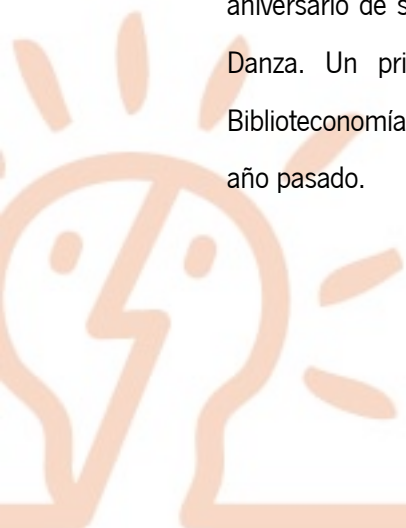 aniversario de s
Danza. Un pri
Biblioteconomía
año pasado.